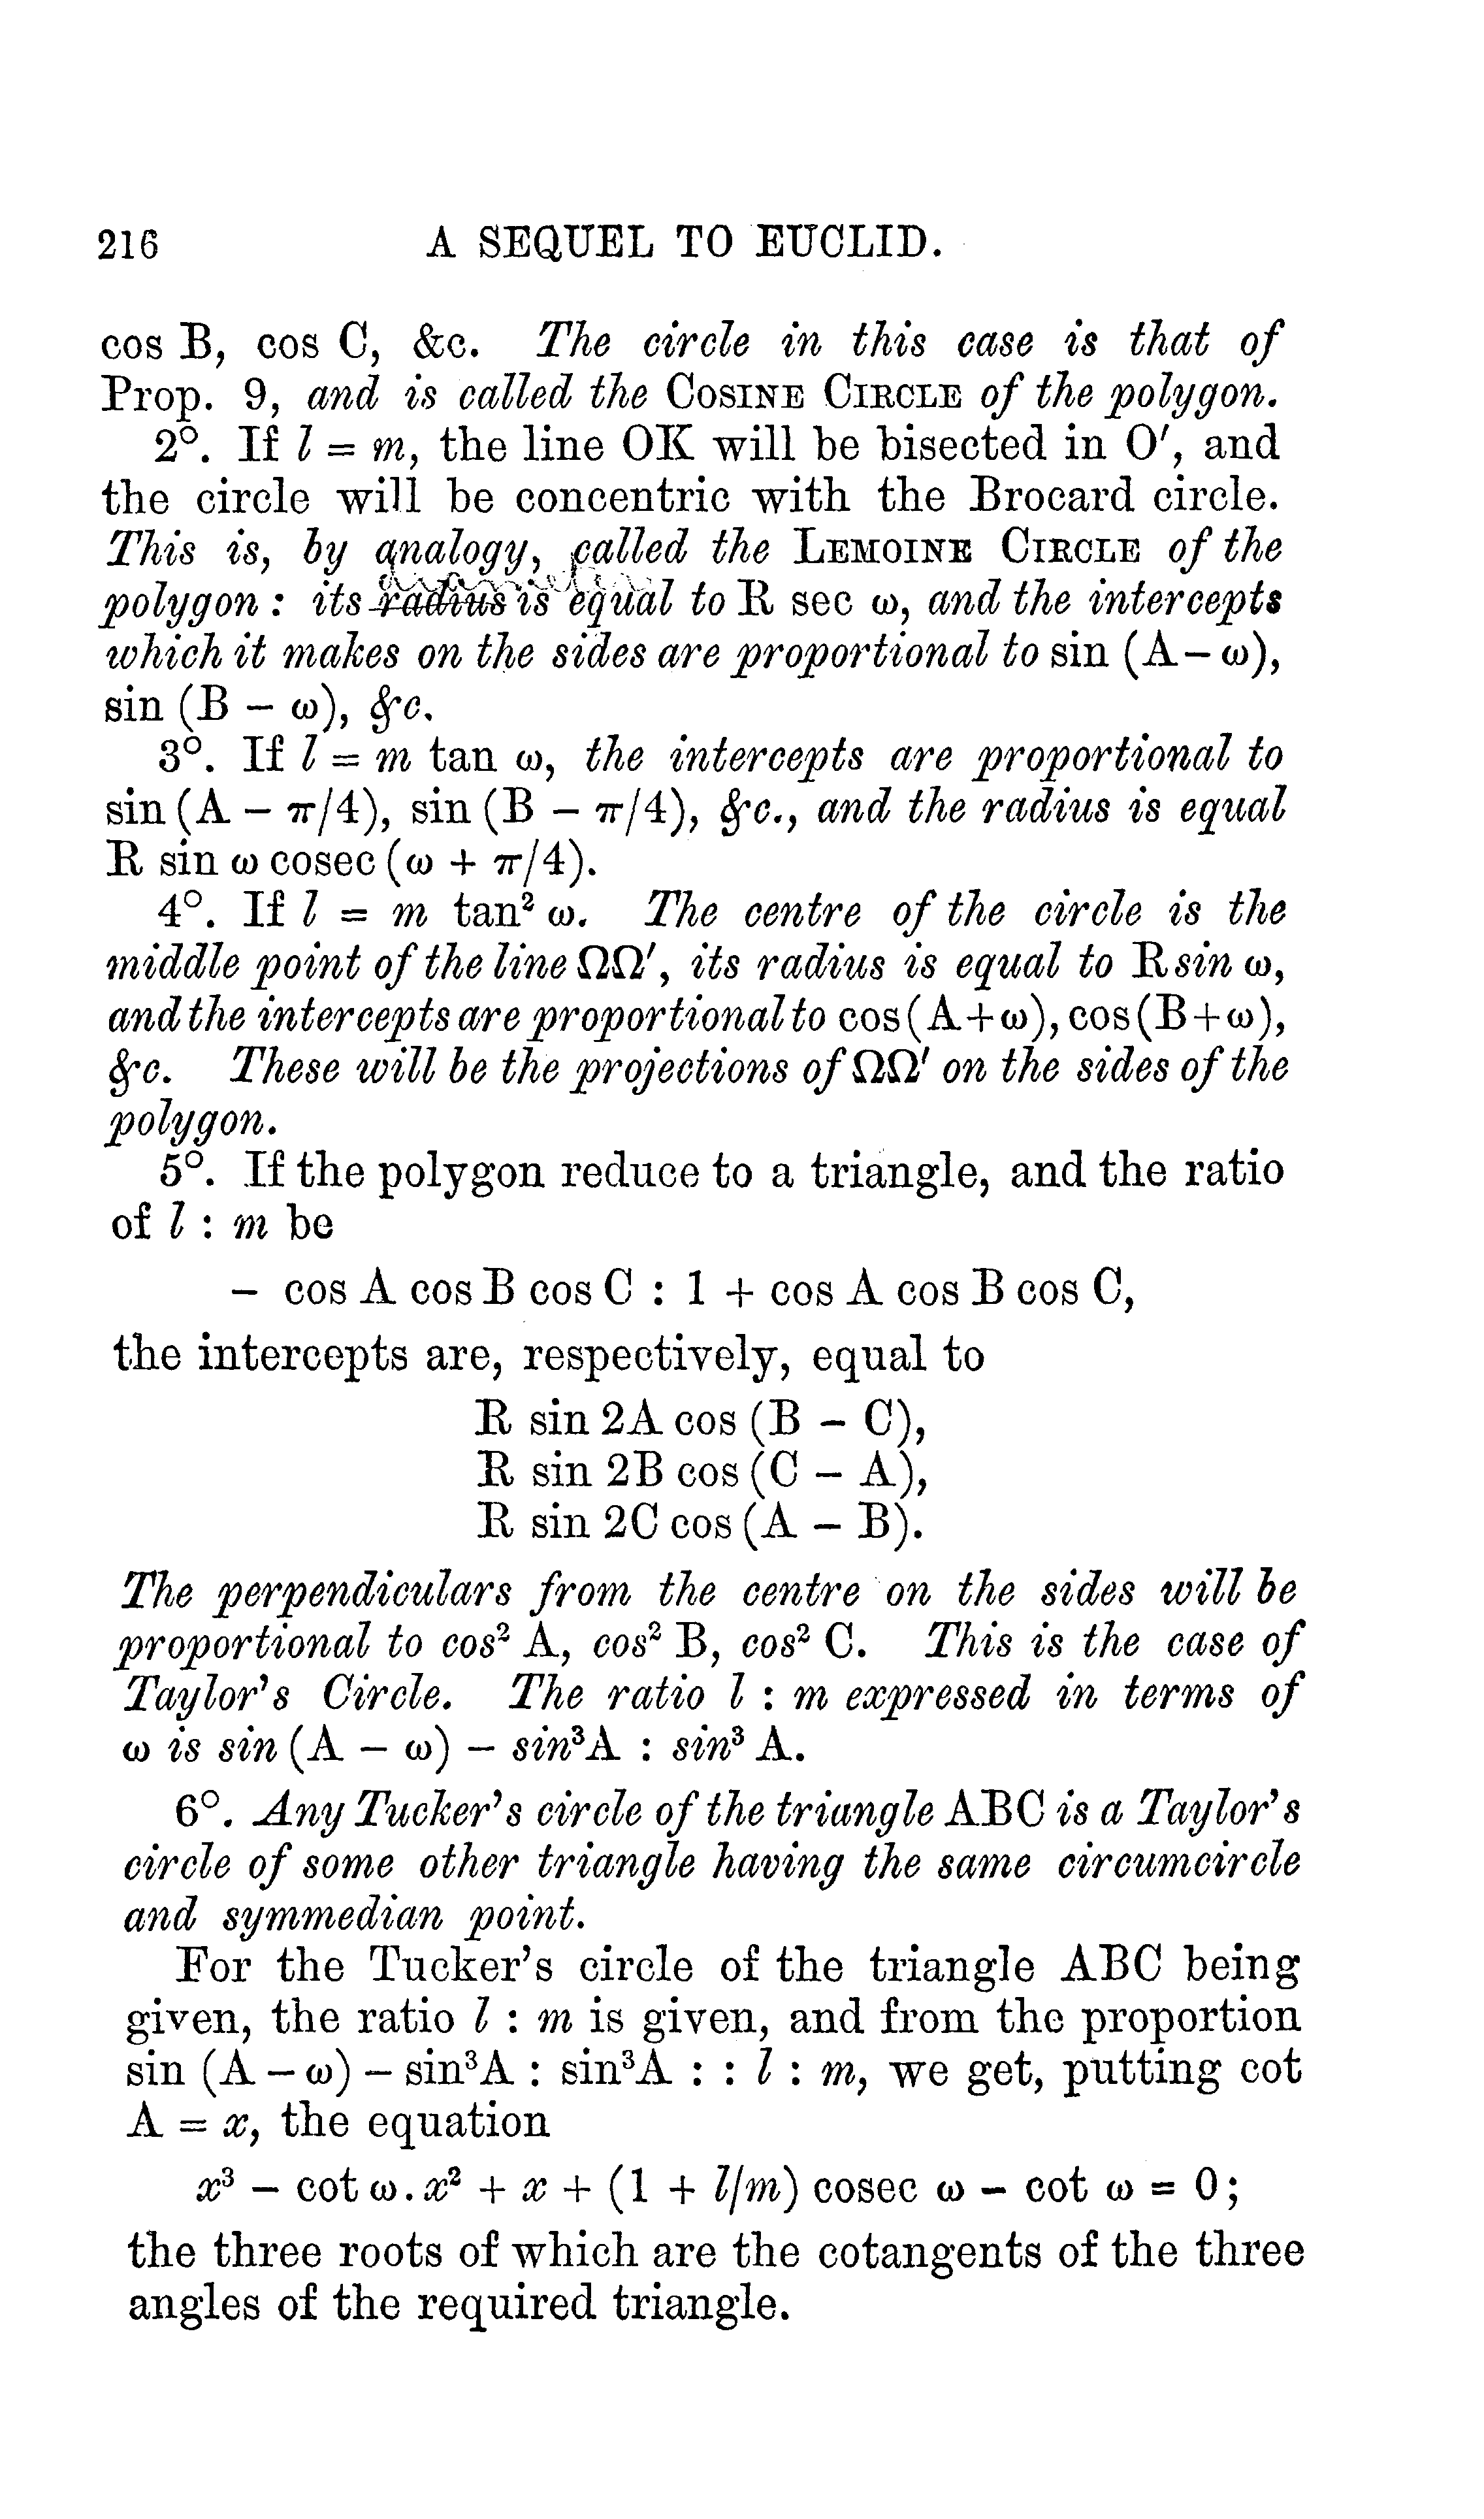 216 A SEQUEL TO EUCLID.
cos B, cos C, &c. The circle in this case is that of
Prop. 9, and is called the COSINE CIRCLE of the polygon.
2°. If l = m, the line OK will be bisected in O′, and
the circle will be concentric with the Brocard circle.
This is, by analogy, called the LEMOINE CIRCLE of the
polygon : its radius is equal to R sec ω, and the intercepts
which it makes on the sides are proportional to sin (A – ω),
sin (B – ω), &c.
3°. If l = m tan ω, the intercepts are proportional to
sin (A – π/4), sin (B – π/4), &c., and the radius is equal
R sin ω cosec (ω + π/4).
4°. If l = m tan² ω. The centre of the circle is the
middle point of the line ΩΩ′, its radius is equal to R sin ω,
and the intercepts are proportional to cos (A + ω), cos (B + ω),
&c. These will be the projections of ΩΩ′ on the sides of the
polygon.
5°. If the polygon reduce to a triangle, and the ratio
of l : m be
– cos A cos B cos C : 1 + cos A cos B cos C,
the intercepts are, respectively, equal to
R sin 2A cos (B – C),
R sin 2B cos (C – A),
R sin 2C cos (A – B).
The perpendiculars from the centre on the sides will be
proportional to cos² A, cos² B, cos² C. This is the case of
Taylor's Circle. The ratio l : m expressed in terms of
ω is sin (A – ω) – sin³A : sin³ A.
6°. Any Tucker's circle of the triangle ABC is a Taylor's
circle of some other triangle having the same circumcircle
and symmedian point.
For the Tucker's circle of the triangle ABC being
given, the ratio l : m is given, and from the proportion
sin (A – ω) – sin³A : sin³A : : l : m, we get, putting cot
A = x, the equation
x³ – cot ω . x² + x + (1 + l/m) cosec ω – cot ω = 0 ;
the three roots of which are the cotangents of the three
angles of the required triangle.